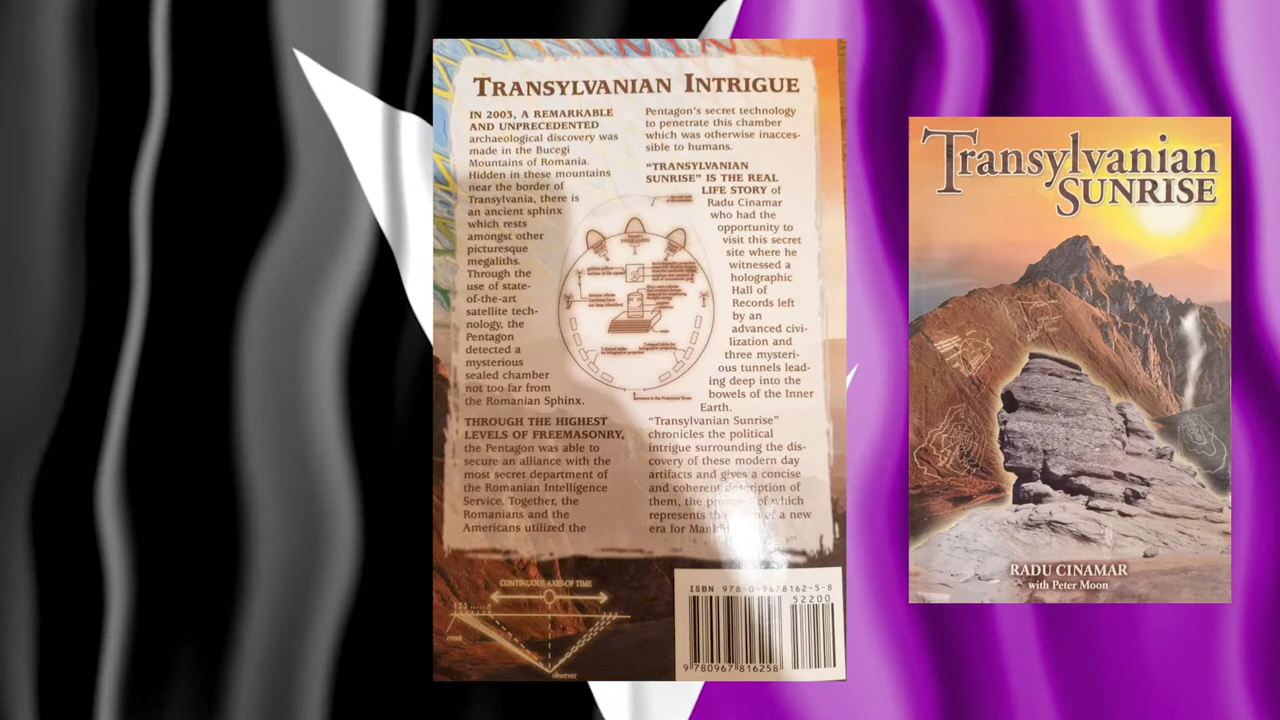 TRANSYLVANIAN INTRIGUE
IN 2003, A REMARKABLE
AND UNPRECEDENTED
archaeological discovery was
made in the Bucegi
Mountains of Romania.
Hidden in these mountains
near the border of
Transylvania, there is
an ancient sphinx
which rests
amongst other
picturesque
megaliths.
Through the
use of state-
of-the-art
satellite tech-
nology, the
Pentagon
detected a
mysterious
sealed chamber
not too far from
the Romanian Sphinx.
THROUGH THE HIGHEST
LEVELS OF FREEMASONRY,
the Pentagon was able to
secure an alliance with the
most secret department of
the Romanian Intelligence
Service. Together, the
Romanians and the
Americans utilized the
Pentagon's secret technology
to penetrate this chamber
which was otherwise inacces-
sible to humans.
"TRANSYLVANIAN
SUNRISE" IS THE REAL
LIFE STORY of
Radu Cinamar
who had the
opportunity to
visit this secret
site where he
witnessed a
holographic
Hall of
Records left
by an
advanced civi-
lization and
three mysteri-
ous tunnels lead-
ing deep into the
bowels of the Inner
Earth.
"Transylvanian Sunrise"
chronicles the political
intrigue surrounding the dis-
covery of these modern day
artifacts and gives a concise
and coherent description of
them, the of which
represents the of a new
era for
CONTINUOUS AXES OF TIME
1 2 3
event
observer
ISBN 978-0-9678162-5-8
52200
9 780967 816258
Transylvanian
SUNRISE
RADU CINAMAR
with Peter Moon